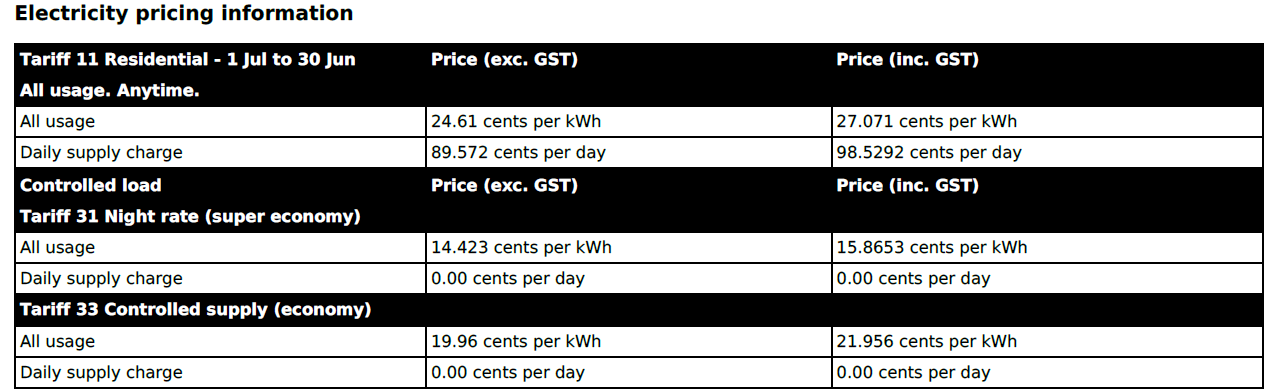 Electricity pricing information
Tariff 11 Residential - 1 Jul to 30 Jun Price (exc. GST) Price (inc. GST)
All usage. Anytime.
All usage 24.61 cents per kWh 27.071 cents per kWh
Daily supply charge 89.572 cents per day 98.5292 cents per day
Controlled load Price (exc. GST) Price (inc. GST)
Tariff 31 Night rate (super economy)
All usage 14.423 cents per kWh 15.8653 cents per kWh
Daily supply charge 0.00 cents per day 0.00 cents per day
Tariff 33 Controlled supply (economy)
All usage 19.96 cents per kWh 21.956 cents per kWh
Daily supply charge 0.00 cents per day 0.00 cents per day